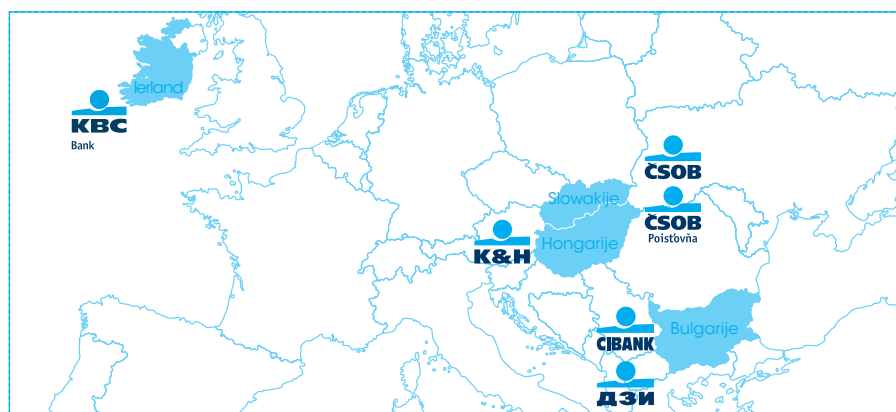 Ierland
KBC
Bank
ČSOB
Slowakije
ČSOB
Poisťovňa
Hongarije
K&H
Bulgarije
CIBANK
ДЗИ